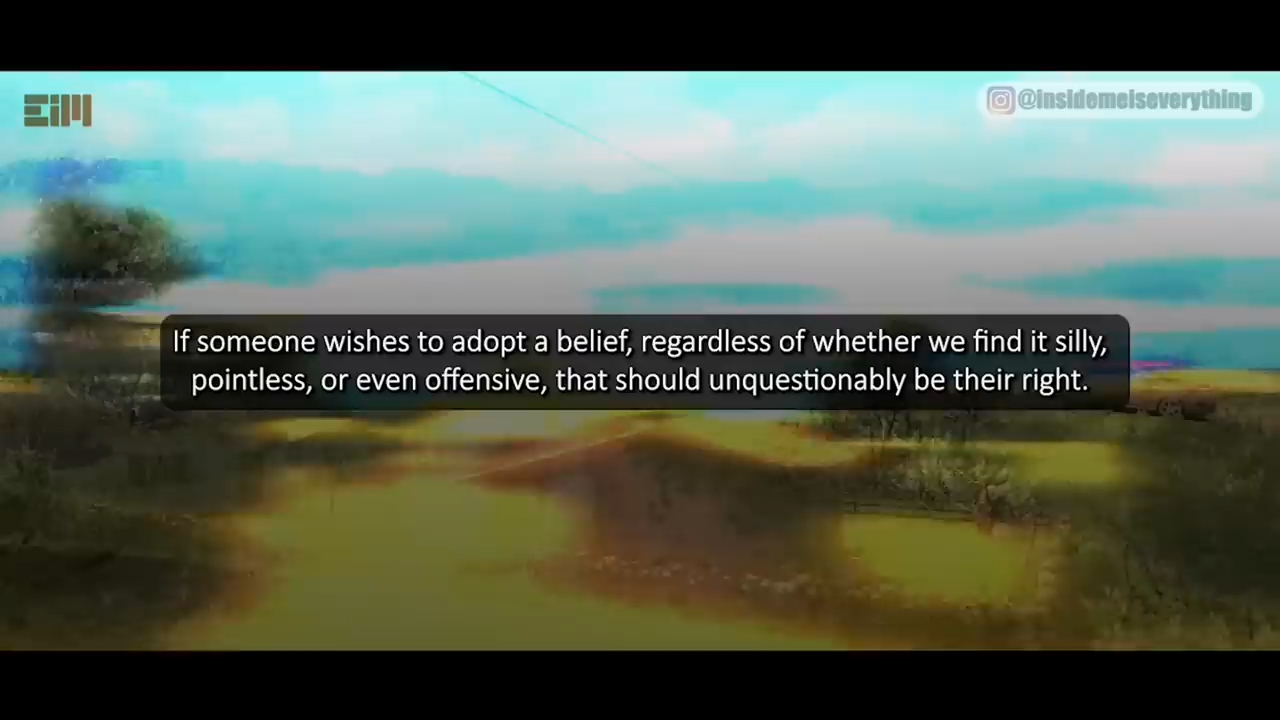 EiM
@insidemeiseverything
If someone wishes to adopt a belief, regardless of whether we find it silly,
pointless, or even offensive, that should unquestionably be their right.